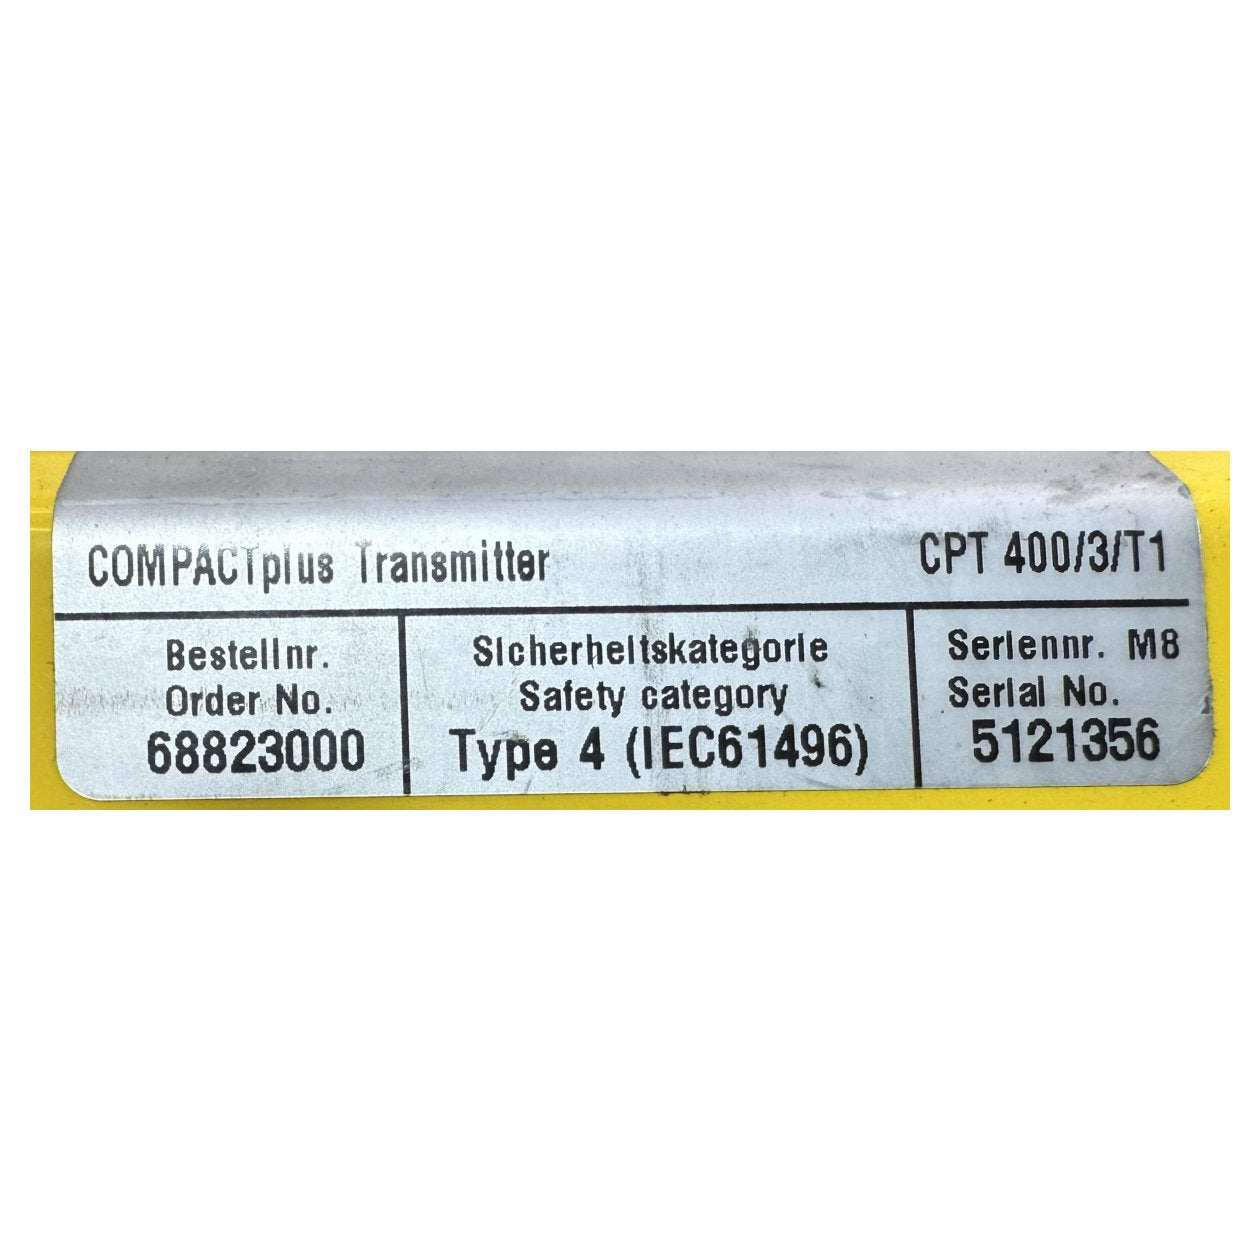 COMPACTplus Transmitter CPT 400/3/T1
Bestellnr.
Order No.
68823000
Sicherheitskategorie
Safety category
Type 4 (IEC61496)
Seriennr. M8
Serial No.
5121356